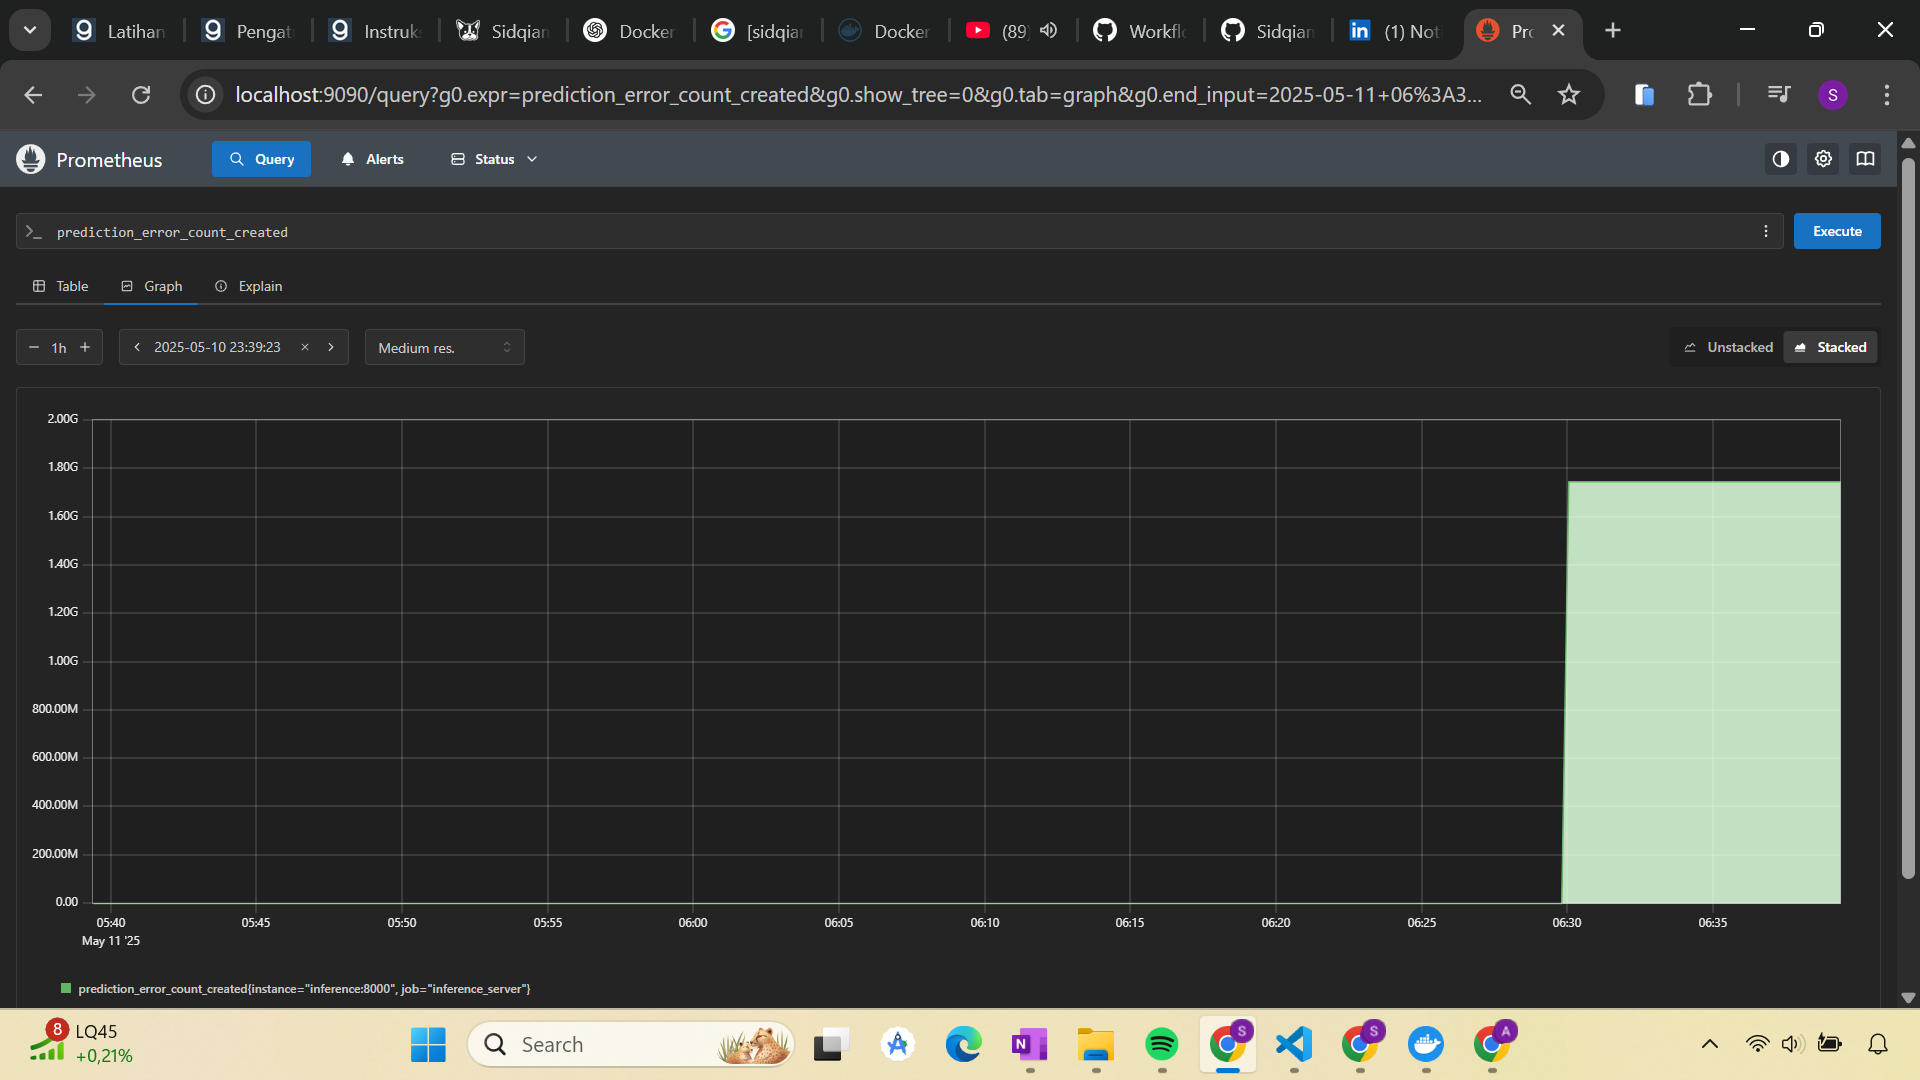 Latihan
Pengat
Instruks
Sidqian
Docker
[sidqian
Docker
(89)
Workflo
Sidqian
(1) Not
Pro
localhost:9090/query?g0.expr=prediction_error_count_created&g0.show_tree=0&g0.tab=graph&g0.end_input=2025-05-11+06%3A3...
S
Prometheus
Query
Alerts
Status
>_ prediction_error_count_created
Execute
Table
Graph
Explain
− 1h +
2025-05-10 23:39:23
Medium res.
Unstacked
Stacked
2.00G
1.80G
1.60G
1.40G
1.20G
1.00G
800.00M
600.00M
400.00M
200.00M
0.00
05:40 05:45 05:50 05:55 06:00 06:05 06:10 06:15 06:20 06:25 06:30 06:35
May 11 '25
prediction_error_count_created{instance="inference:8000", job="inference_server"}
8
LQ45
+0,21%
Search
N
S
S
A